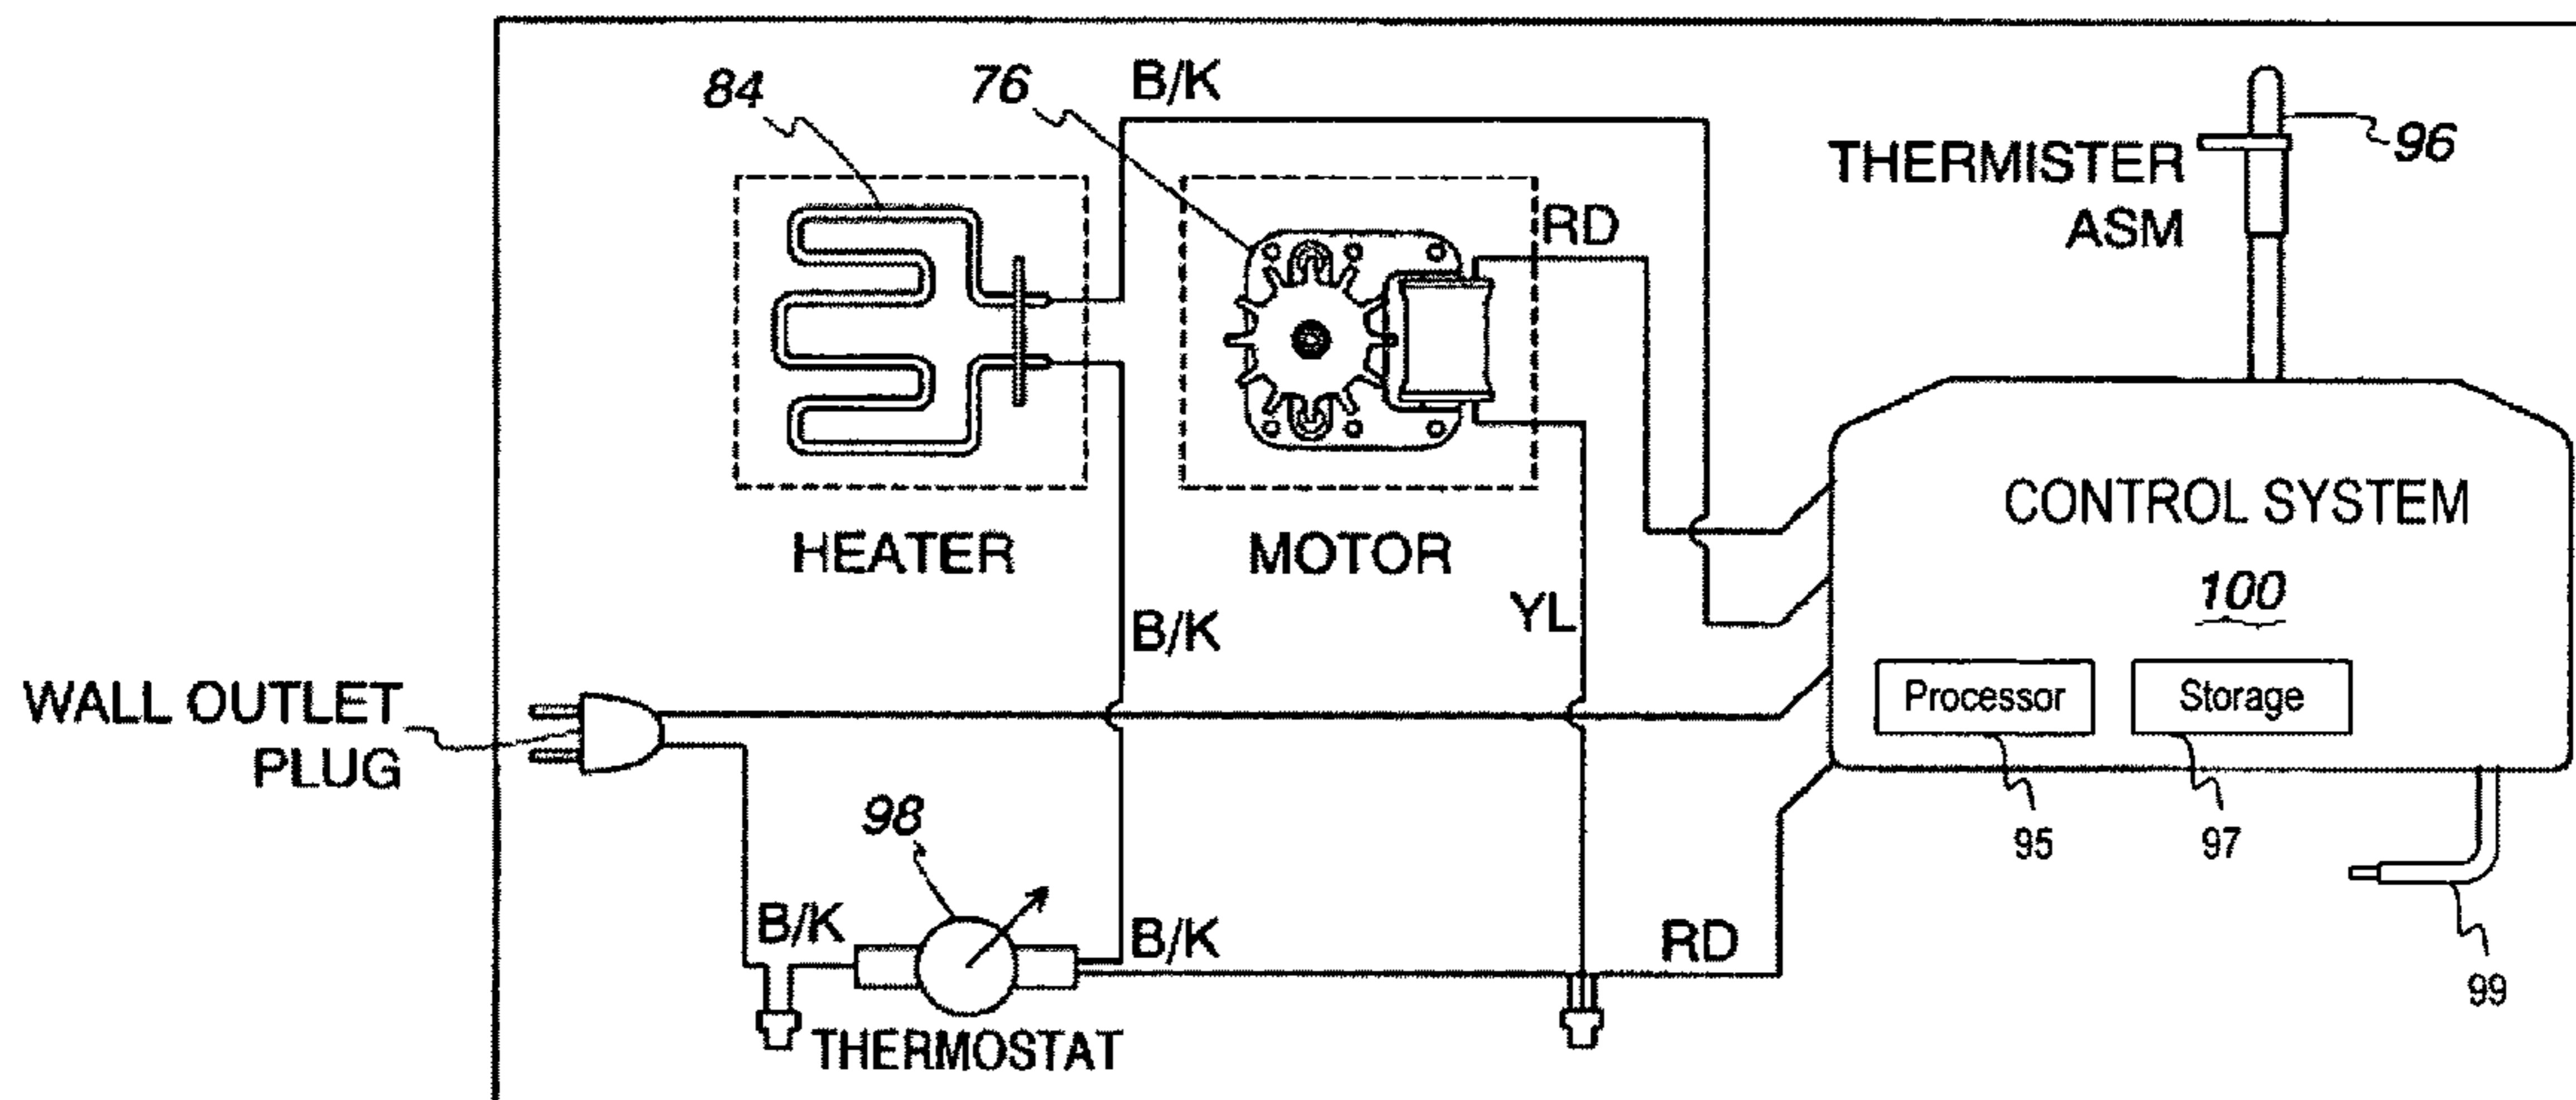 84
76
B/K
96
THERMISTER
ASM
RD
CONTROL SYSTEM
100
HEATER
MOTOR
YL
B/K
WALL OUTLET
PLUG
Processor
Storage
95
97
98
B/K
B/K
RD
99
THERMOSTAT